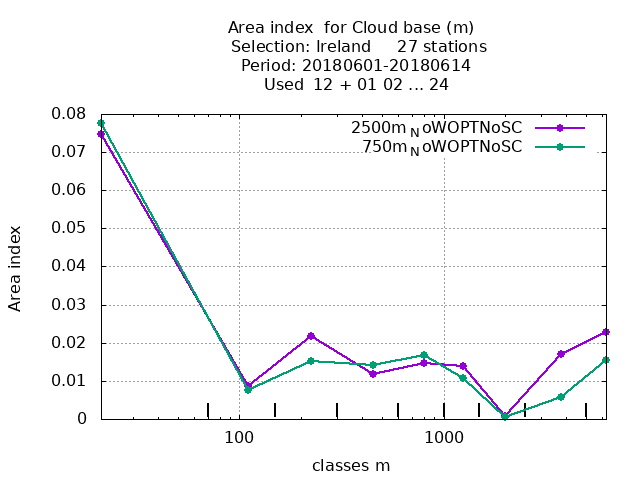 Area index  for Cloud base (m)
Selection: Ireland     27 stations
Period: 20180601-20180614
Used  12 + 01 02 ... 24
2500m NoWOPTNoSC
750m NoWOPTNoSC
0.08
0.07
0.06
0.05
0.04
0.03
0.02
0.01
0
Area index
100
1000
classes m